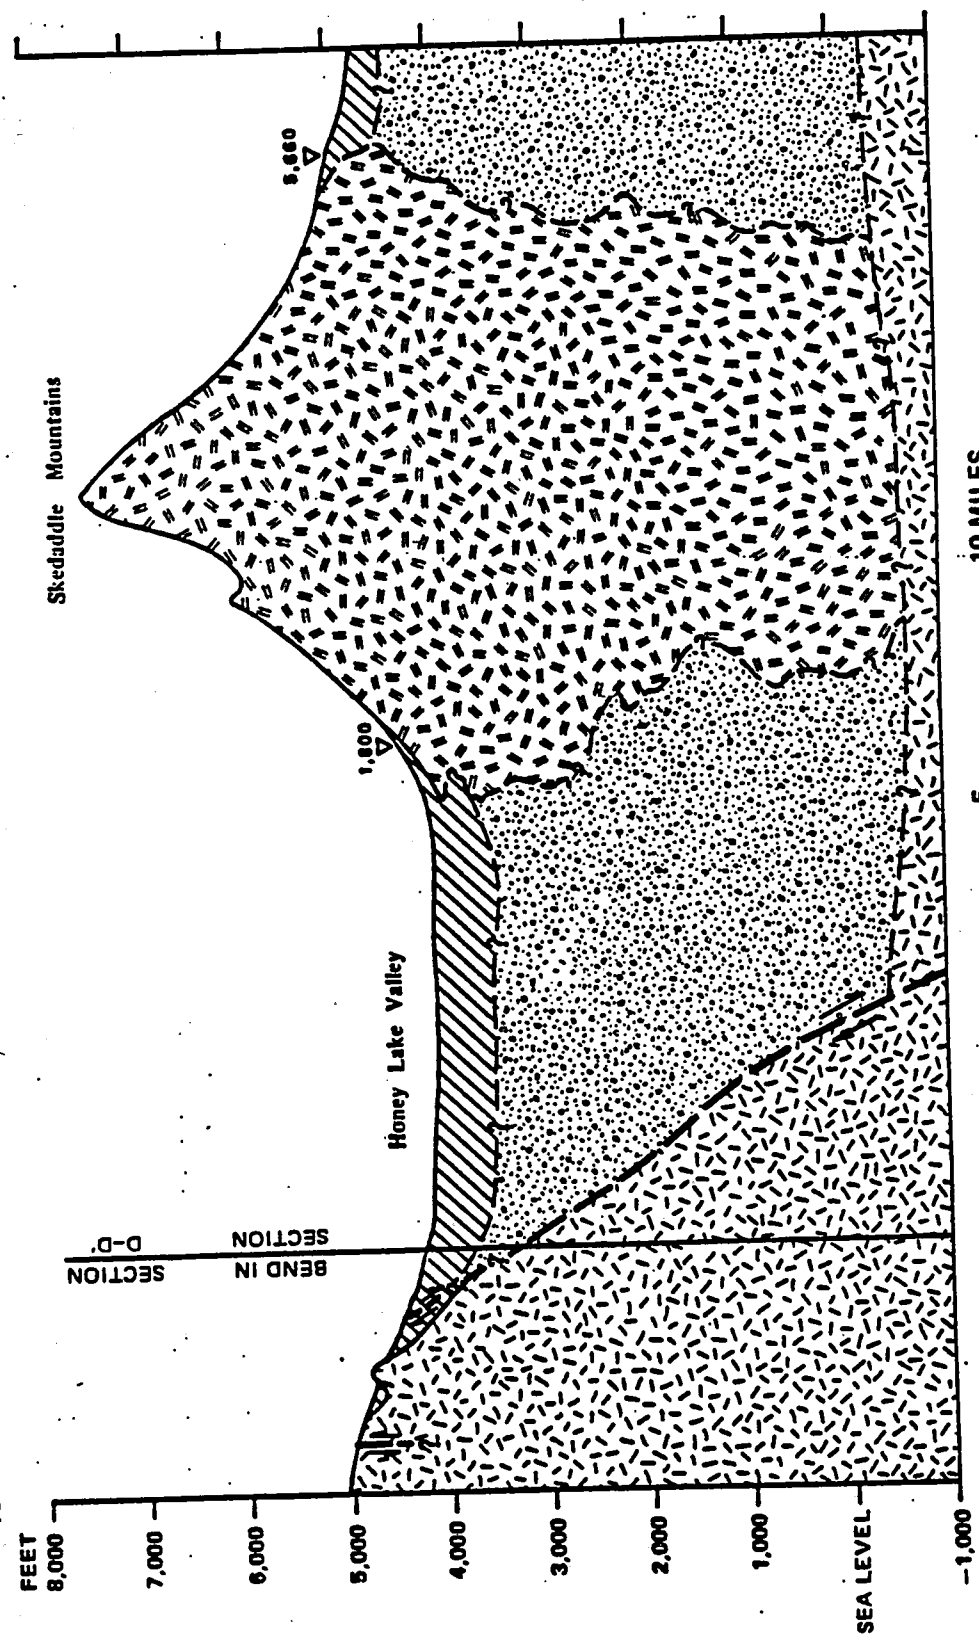 FEET
8,000
7,000
6,000
5,000
4,000
3,000
2,000
1,000
SEA LEVEL
−1,000
SECTION
D-D'
BEND IN
SECTION
Honey Lake Valley
1,800
Skedaddle Mountains
5
10 MILES